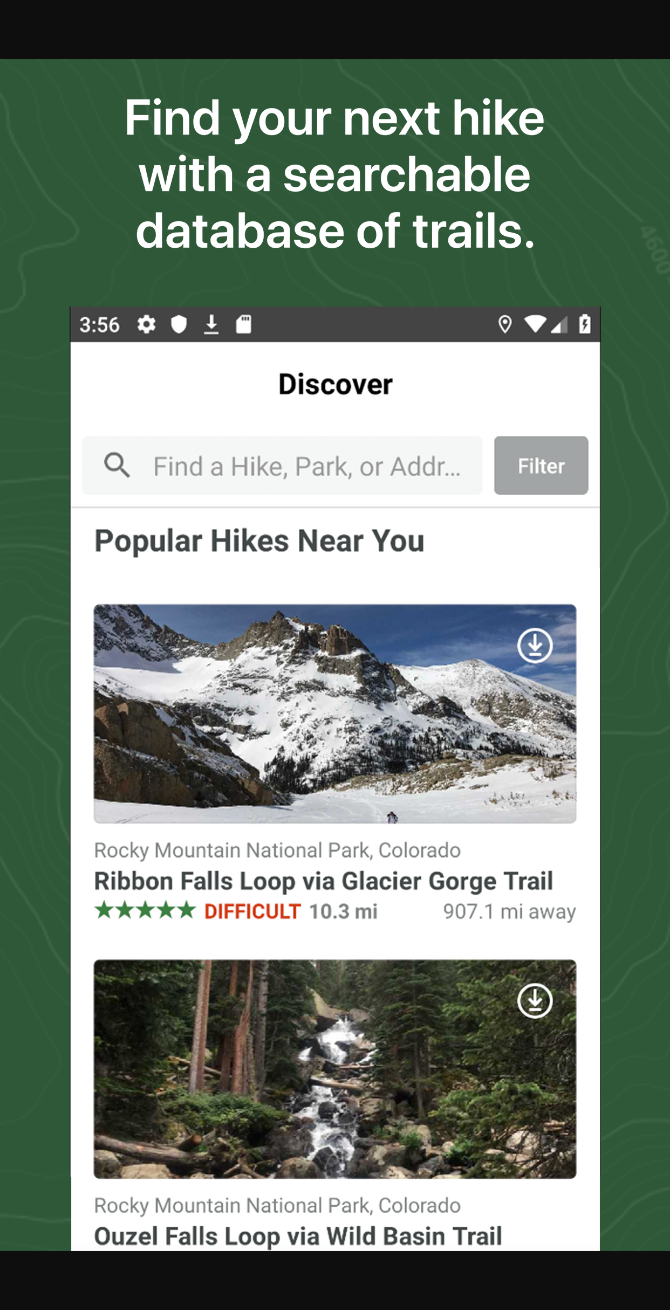 Find your next hike
with a searchable
database of trails.
4600
3:56
Discover
Find a Hike, Park, or Addr...
Filter
Popular Hikes Near You
Rocky Mountain National Park, Colorado
Ribbon Falls Loop via Glacier Gorge Trail
★★★★★ DIFFICULT 10.3 mi 907.1 mi away
Rocky Mountain National Park, Colorado
Ouzel Falls Loop via Wild Basin Trail